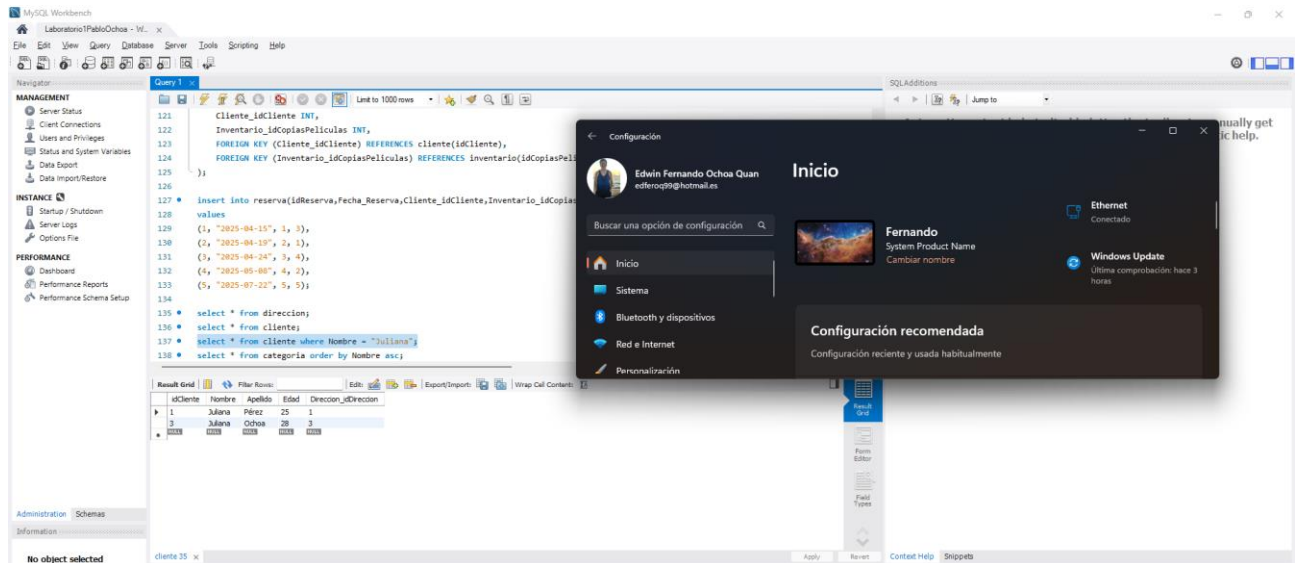 MySQL Workbench
Laboratorio1PabloOchoa - W...
File Edit View Query Database Server Tools Scripting Help
Navigator
MANAGEMENT
Server Status
Client Connections
Users and Privileges
Status and System Variables
Data Export
Data Import/Restore
INSTANCE
Startup / Shutdown
Server Logs
Options File
PERFORMANCE
Dashboard
Performance Reports
Performance Schema Setup
Administration Schemas
Information
No object selected
Query 1
Limit to 1000 rows
121 Cliente_idCliente INT,
122 Inventario_idCopiasPeliculas INT,
123 FOREIGN KEY (Cliente_idCliente) REFERENCES cliente(idCliente),
124 FOREIGN KEY (Inventario_idCopiasPeliculas) REFERENCES inventario(idCopiasPeli
125 );
126
127 insert into reserva(idReserva,Fecha_Reserva,Cliente_idCliente,Inventario_idCopias
128 values
129 (1, "2025-04-15", 1, 3),
130 (2, "2025-04-19", 2, 1),
131 (3, "2025-04-24", 3, 4),
132 (4, "2025-05-08", 4, 2),
133 (5, "2025-07-22", 5, 5);
134
135 select * from direccion;
136 select * from cliente;
137 select * from cliente where Nombre = "Juliana";
138 select * from categoria order by Nombre asc;
Result Grid Filter Rows: Edit: Export/Import: Wrap Cell Content:
idCliente Nombre Apellido Edad Direccion_idDireccion
1 Juliana Pérez 25 1
3 Juliana Ochoa 28 3
NULL NULL NULL NULL NULL
Result
Grid
Form
Editor
Field
Types
cliente 35
Apply Revert
SQLAdditions
Jump to
nually get
ic help.
Context Help Snippets
Configuración
Edwin Fernando Ochoa Quan
edferoq99@hotmail.es
Buscar una opción de configuración
Inicio
Sistema
Bluetooth y dispositivos
Red e Internet
Personalización
Inicio
Fernando
System Product Name
Cambiar nombre
Ethernet
Conectado
Windows Update
Última comprobación: hace 3
horas
Configuración recomendada
Configuración reciente y usada habitualmente